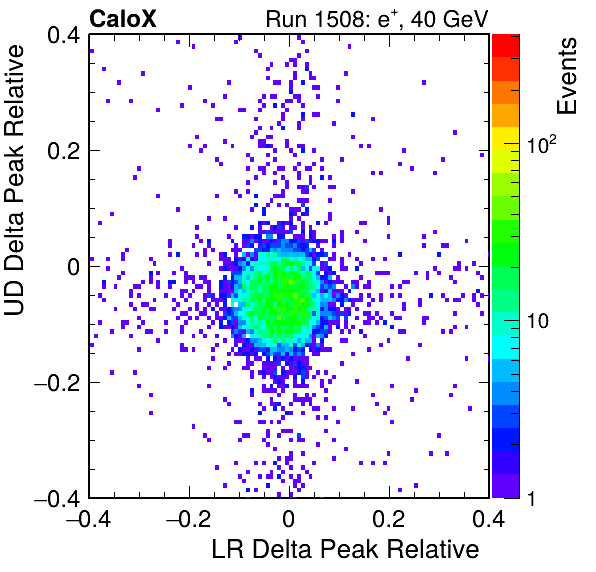 CaloX Run 1508: e⁺, 40 GeV
UD Delta Peak Relative
0.4
0.2
0
−0.2
−0.4
−0.4 −0.2 0 0.2 0.4
LR Delta Peak Relative
Events
10²
10
1